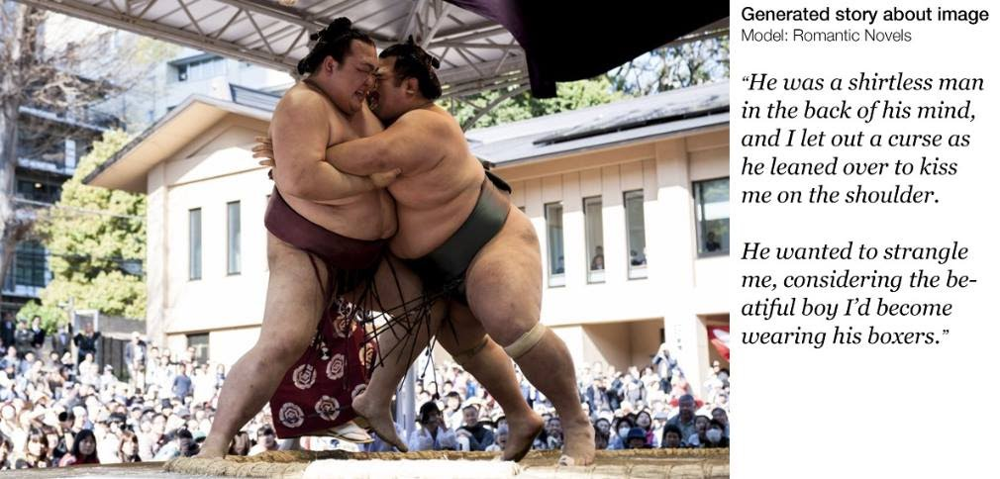 Generated story about image
Model: Romantic Novels
“He was a shirtless man
in the back of his mind,
and I let out a curse as
he leaned over to kiss
me on the shoulder.
He wanted to strangle
me, considering the be-
atiful boy I’d become
wearing his boxers.”